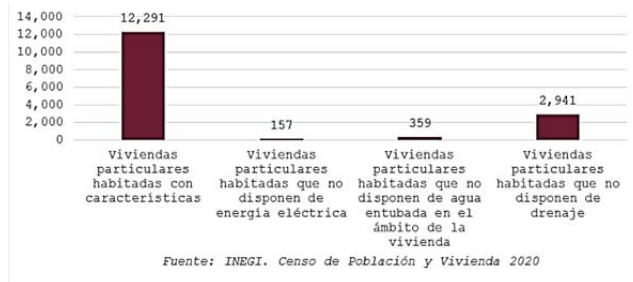 14,000
12,000
10,000
8,000
6,000
4,000
2,000
0
12,291
157
359
2,941
Viviendas
particulares
habitadas con
características
Viviendas
particulares
habitadas que no
disponen de
energía eléctrica
Viviendas
particulares
habitadas que no
disponen de agua
entubada en el
ámbito de la
vivienda
Viviendas
particulares
habitadas que no
disponen de
drenaje
Fuente: INEGI. Censo de Población y Vivienda 2020